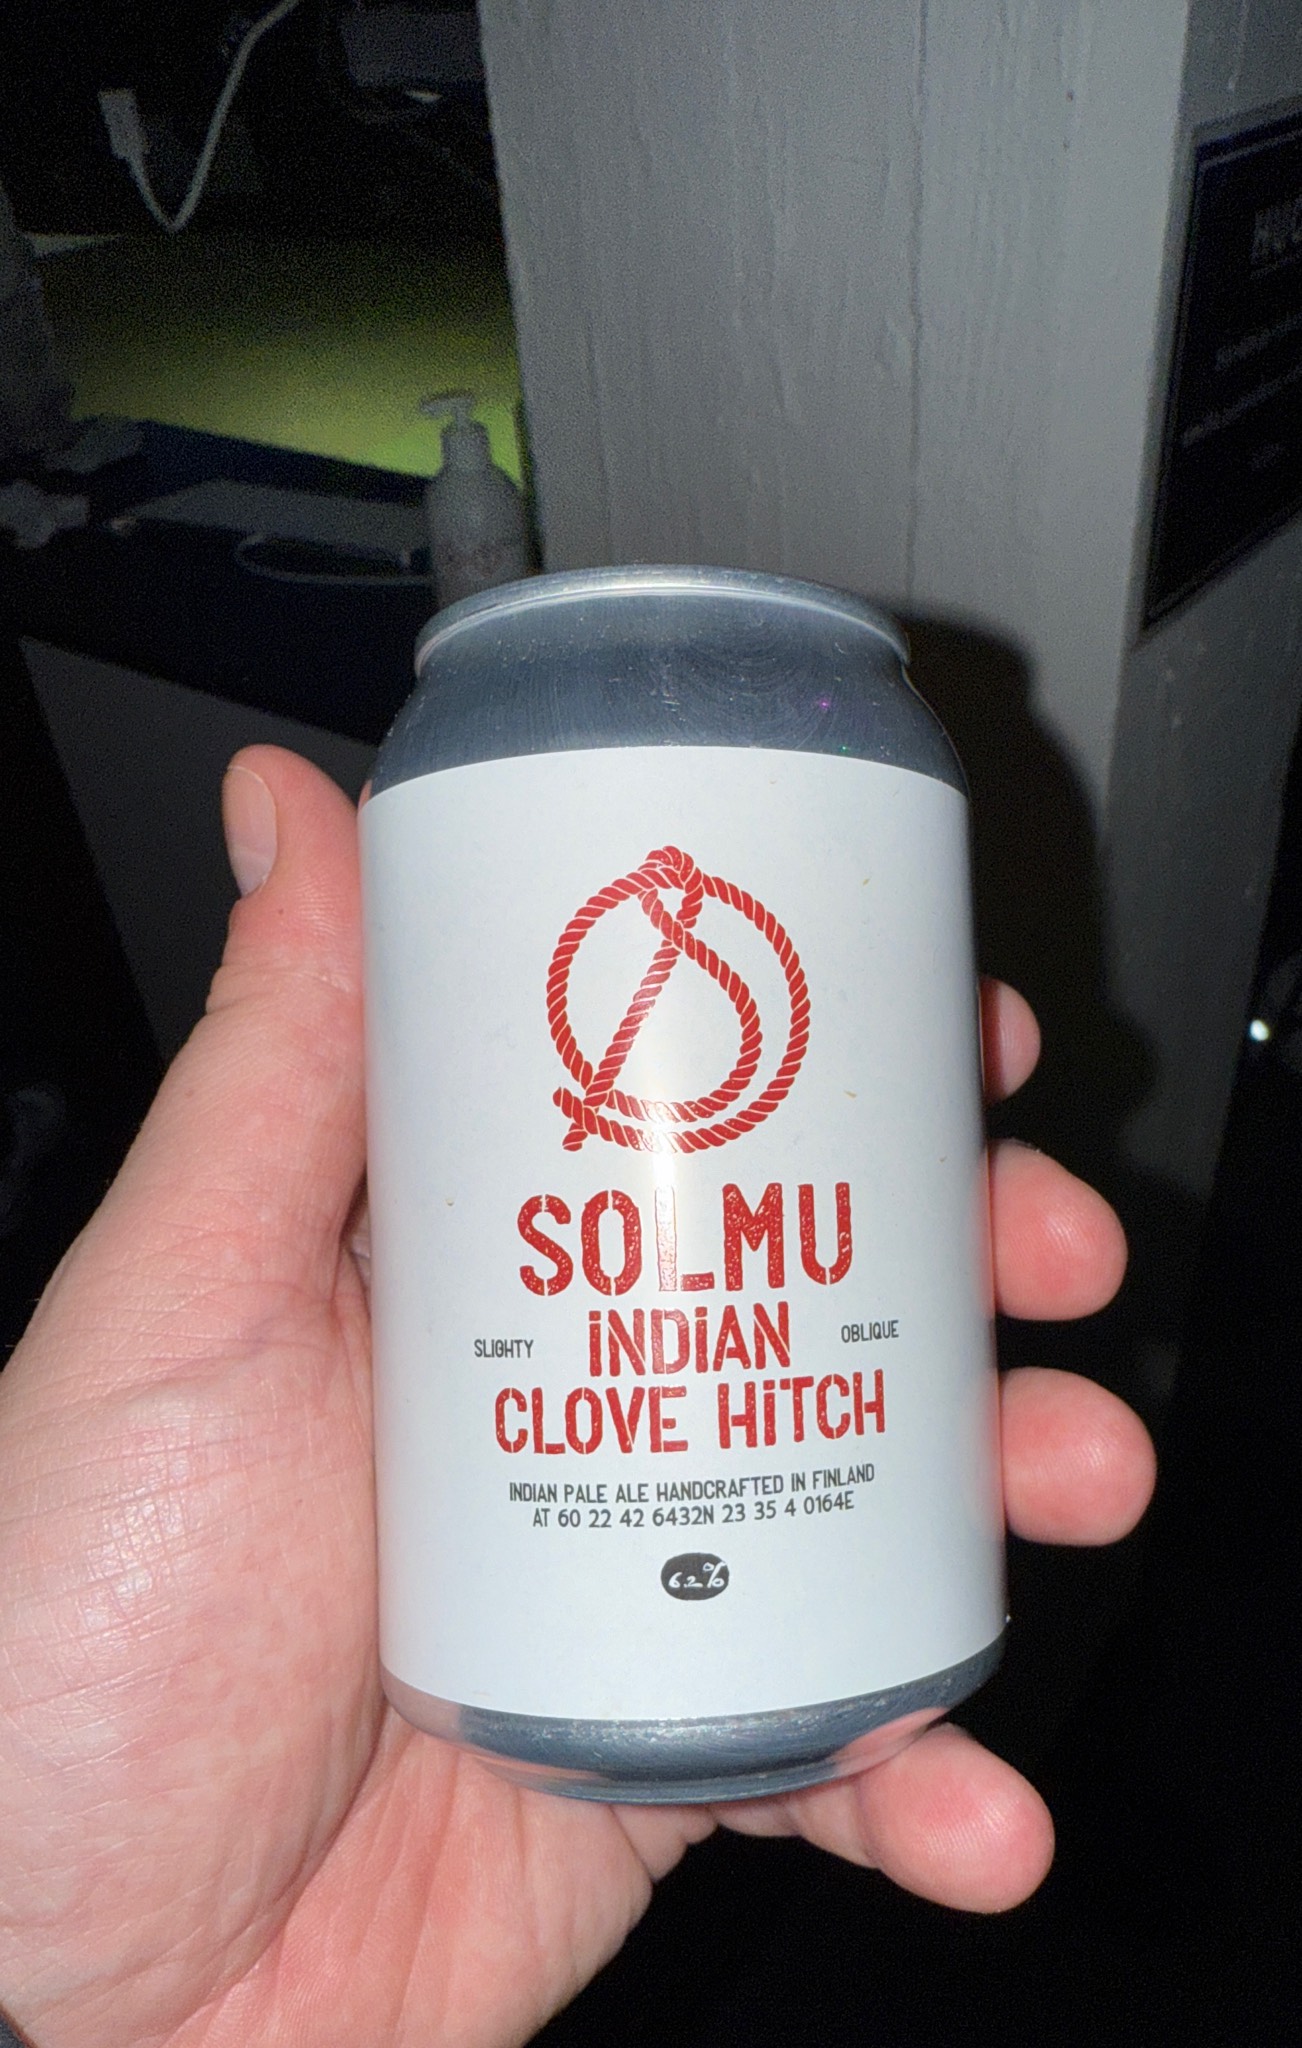 SOLMU
SLIGHTY iNDiAN OBLIQUE
CLOVE HiTCH
INDIAN PALE ALE HANDCRAFTED IN FINLAND
AT 60 22 42 6432N 23 35 4 0164E
6.2%